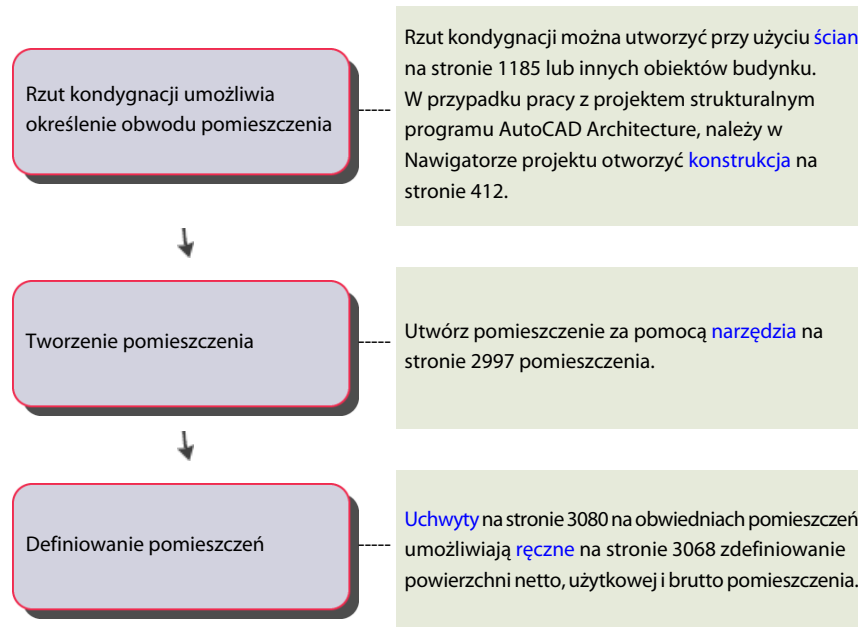 Rzut kondygnacji umożliwia
określenie obwodu pomieszczenia
Rzut kondygnacji można utworzyć przy użyciu ścian
na stronie 1185 lub innych obiektów budynku.
W przypadku pracy z projektem strukturalnym
programu AutoCAD Architecture, należy w
Nawigatorze projektu otworzyć konstrukcja na
stronie 412.
Tworzenie pomieszczenia
Utwórz pomieszczenie za pomocą narzędzia na
stronie 2997 pomieszczenia.
Definiowanie pomieszczeń
Uchwyty na stronie 3080 na obwiedniach pomieszczeń
umożliwiają ręczne na stronie 3068 zdefiniowanie
powierzchni netto, użytkowej i brutto pomieszczenia.